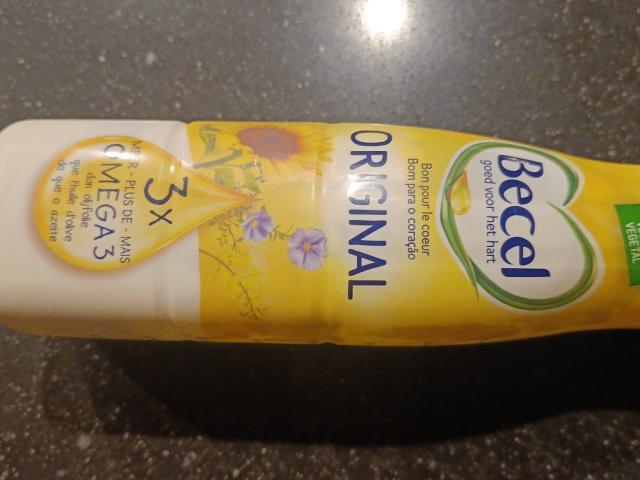 VEGETAL
Becel
goed voor het hart
Bon pour le coeur
Bom para o coração
ORIGINAL
3x
MEER - PLUS DE - MAIS
OMEGA 3
dan olijfolie
que l'huile d'olive
do que o azeite